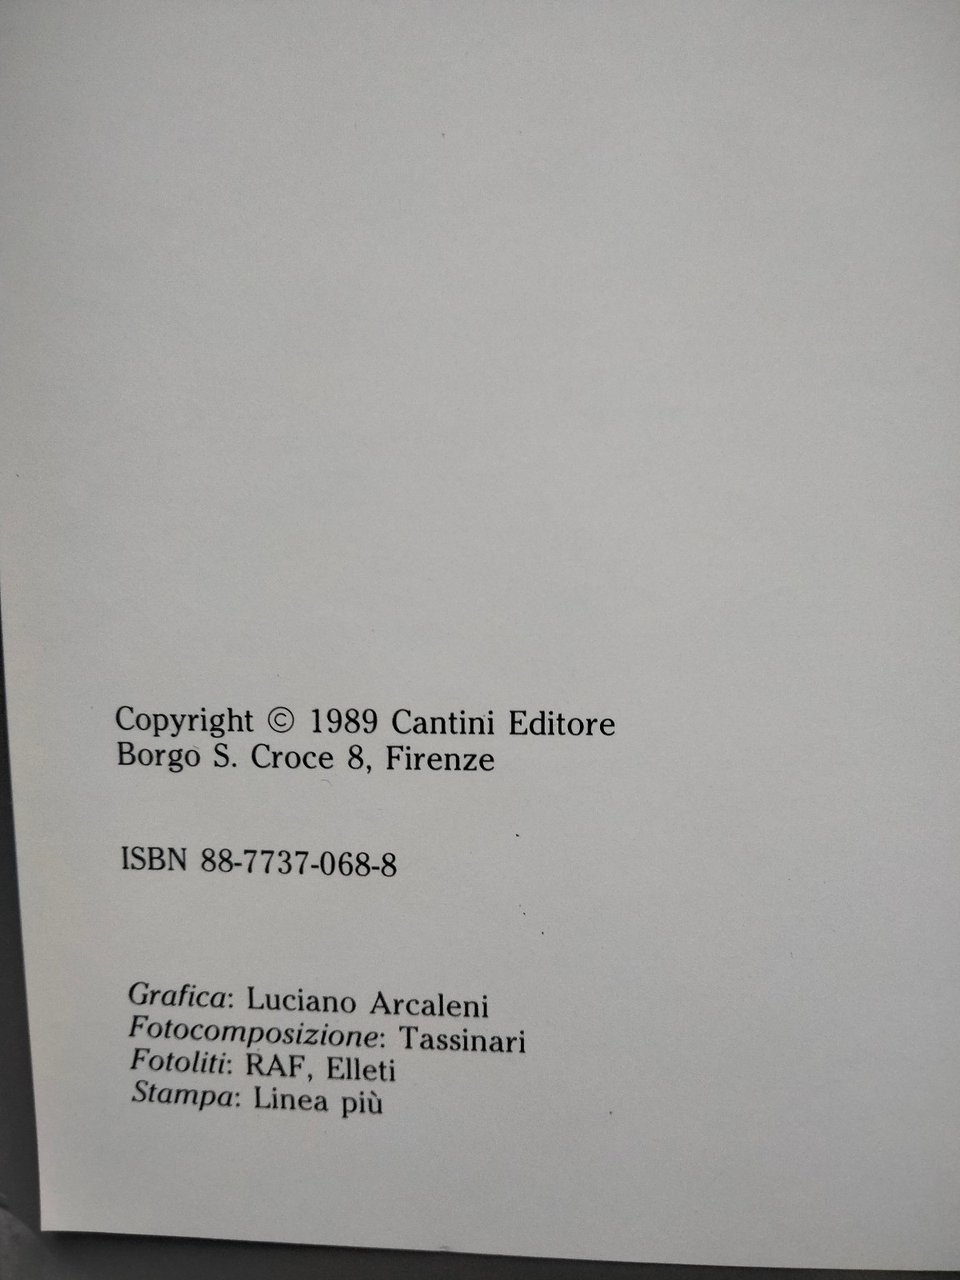 Copyright © 1989 Cantini Editore
Borgo S. Croce 8, Firenze
ISBN 88-7737-068-8
Grafica: Luciano Arcaleni
Fotocomposizione: Tassinari
Fotoliti: RAF, Elleti
Stampa: Linea più